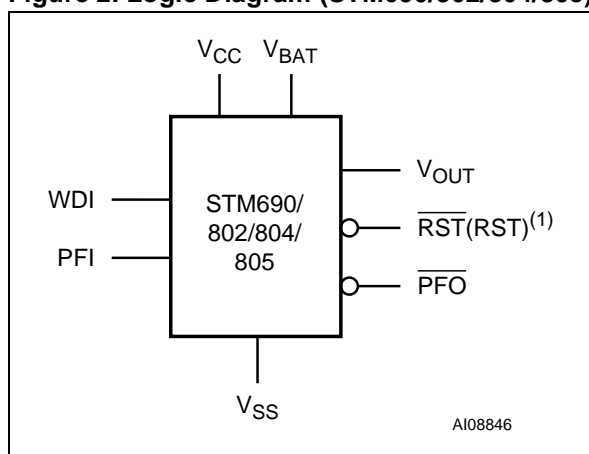 Figure 2. Logic Diagram (STM690/802/804/805)
VCC
VBAT
VOUT
WDI
STM690/
802/804/
805
RST(RST)(1)
PFI
PFO
VSS
AI08846